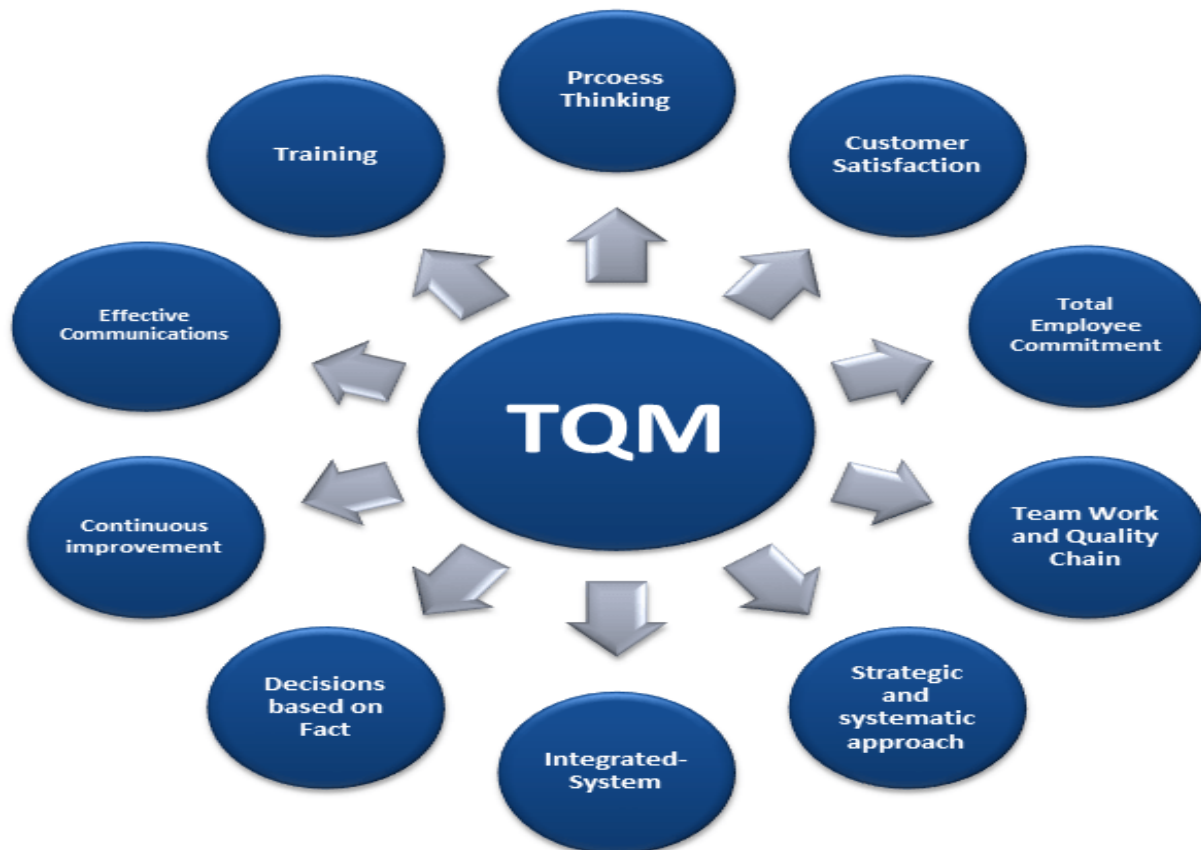 Prcoess
Thinking
Customer
Satisfaction
Total
Employee
Commitment
Team Work
and Quality
Chain
Strategic
and
systematic
approach
Integrated-
System
Decisions
based on
Fact
Continuous
improvement
Effective
Communications
Training
TQM